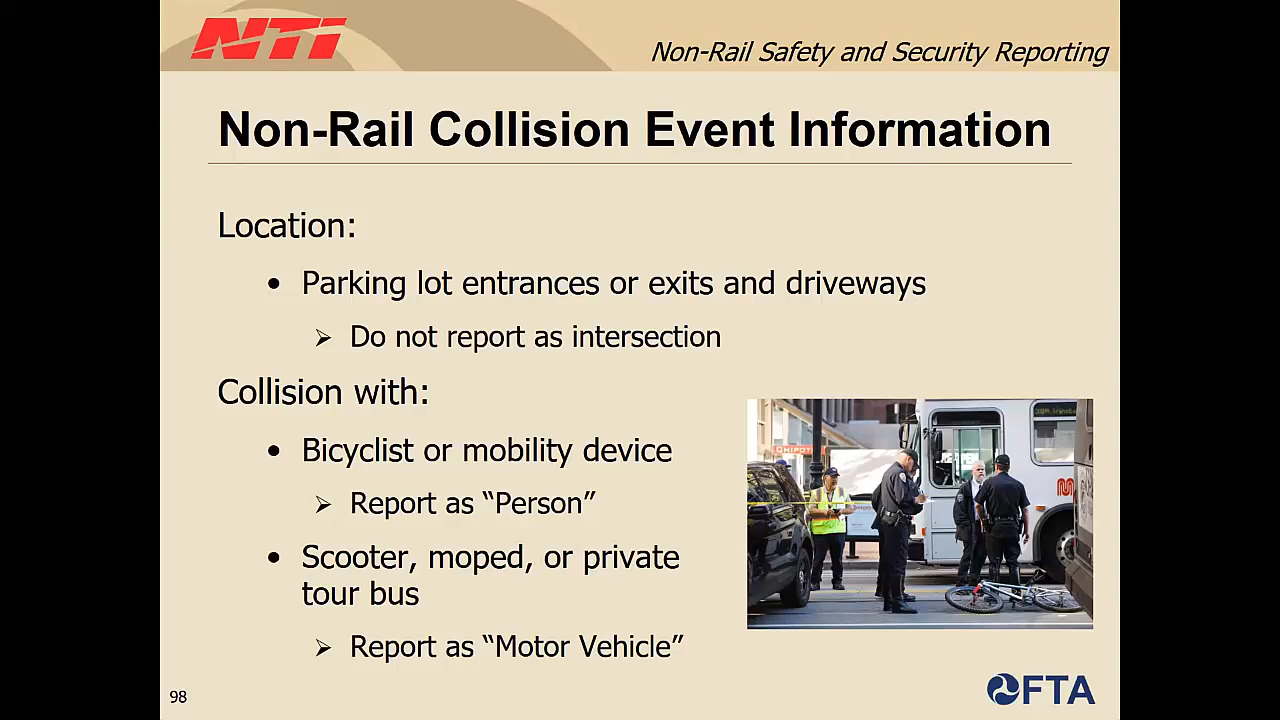 NTI
Non-Rail Safety and Security Reporting
Non-Rail Collision Event Information
Location:
• Parking lot entrances or exits and driveways
➢ Do not report as intersection
Collision with:
• Bicyclist or mobility device
➢ Report as “Person”
• Scooter, moped, or private
tour bus
➢ Report as “Motor Vehicle”
CHIPOTL
98
FTA